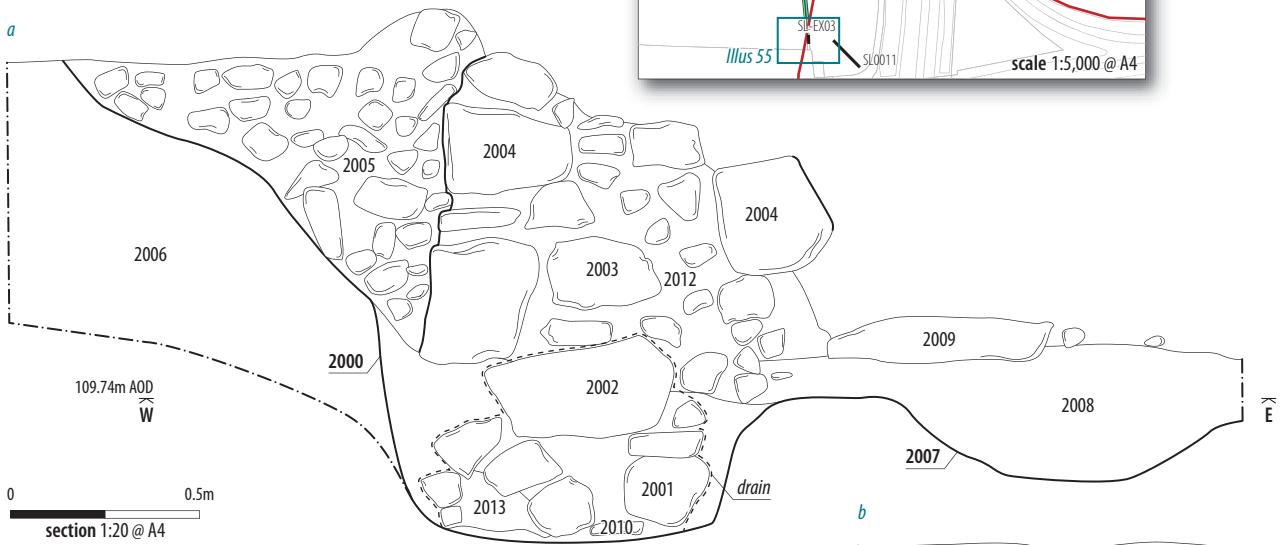 a
SL-EX03
Illus 55
SL0011
scale 1:5,000 @ A4
2004
2005
2004
2006
2003
2012
2009
2000
2002
109.74m AOD
W
2008
E
2007
0 0.5m
section 1:20 @ A4
2001
drain
2013
2010
b